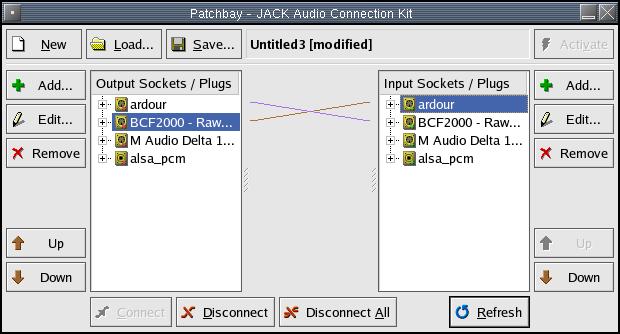 Patchbay - JACK Audio Connection Kit
New Load... Save... Untitled3 [modified] Activate
Add... Output Sockets / Plugs Input Sockets / Plugs Add...
ardour ardour
Edit... BCF2000 - Raw... BCF2000 - Raw... Edit...
M Audio Delta 1... M Audio Delta 1...
Remove alsa_pcm alsa_pcm Remove
Up Up
Down Down
Connect Disconnect Disconnect All Refresh